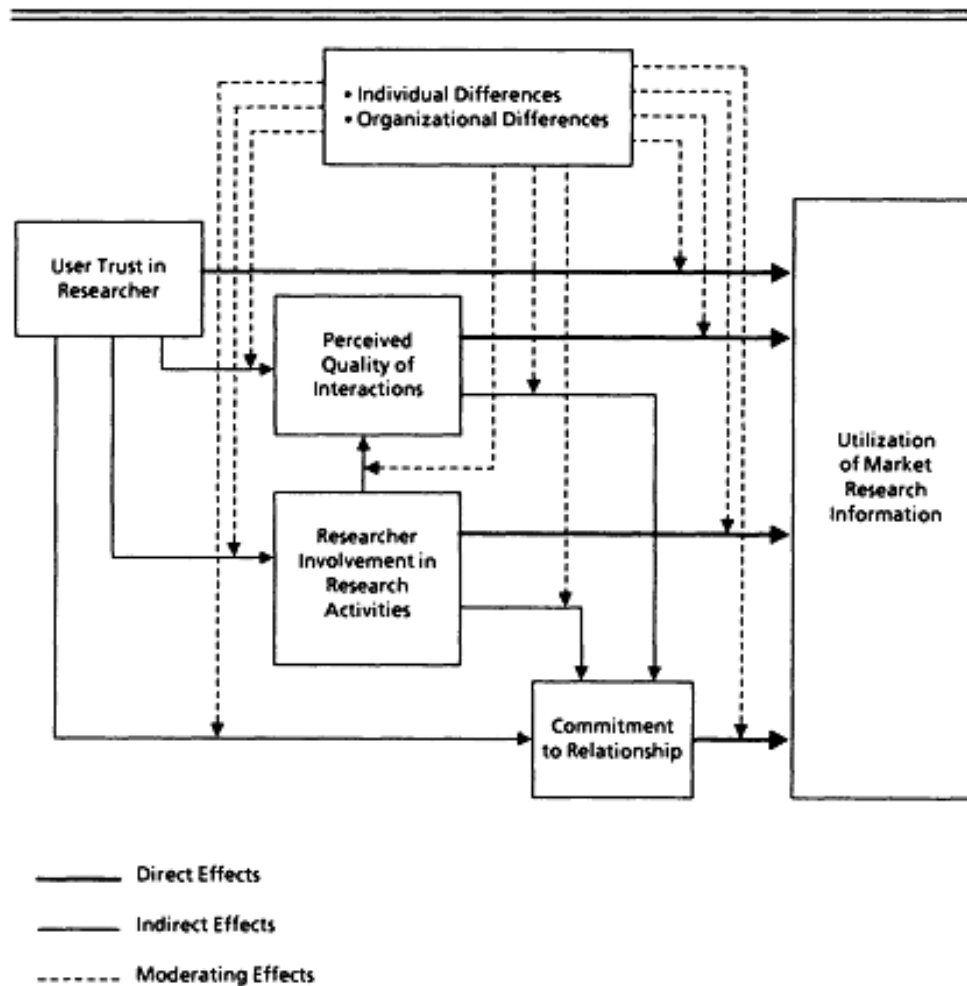 • Individual Differences
• Organizational Differences
User Trust in
Researcher
Perceived
Quality of
Interactions
Utilization
of Market
Research
Information
Researcher
Involvement in
Research
Activities
Commitment
to Relationship
Direct Effects
Indirect Effects
Moderating Effects